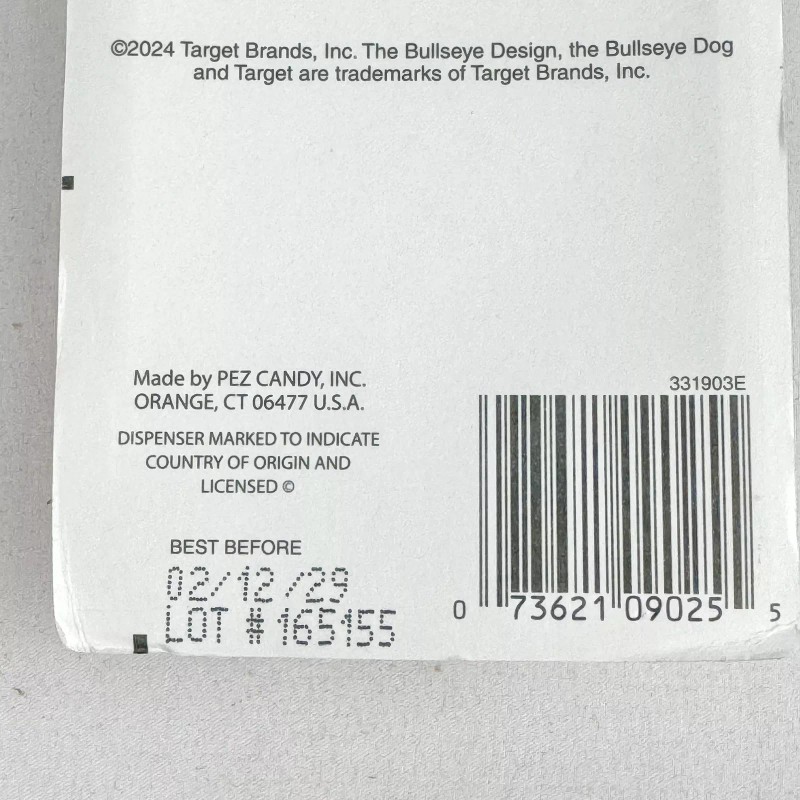 ©2024 Target Brands, Inc. The Bullseye Design, the Bullseye Dog
and Target are trademarks of Target Brands, Inc.
Made by PEZ CANDY, INC.
ORANGE, CT 06477 U.S.A.
DISPENSER MARKED TO INDICATE
COUNTRY OF ORIGIN AND
LICENSED ©
BEST BEFORE
02/12/29
LOT # 165155
331903E
0 73621 09025 5